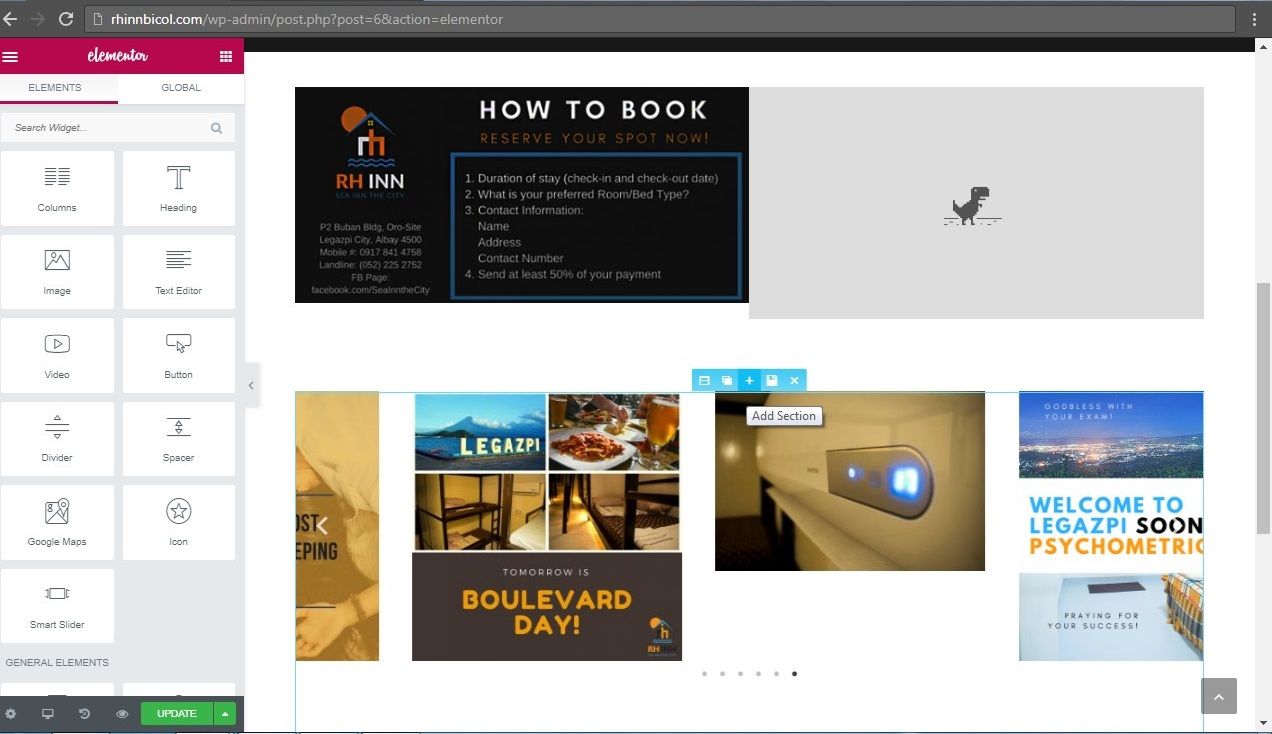 rhinnbicol.com/wp-admin/post.php?post=6&action=elementor
elementor
ELEMENTS
GLOBAL
Search Widget...
Columns
Heading
Image
Text Editor
Video
Button
Divider
Spacer
Google Maps
Icon
Smart Slider
GENERAL ELEMENTS
UPDATE
rh
RH INN
SEA INN THE CITY
P2 Buban Bldg, Oro-Site
Legazpi City, Albay 4500
Mobile #: 0917 841 4758
Landline: (052) 225 2752
FB Page:
facebook.com/SeaInntheCity
HOW TO BOOK
RESERVE YOUR SPOT NOW!
1. Duration of stay (check-in and check-out date)
2. What is your preferred Room/Bed Type?
3. Contact Information:
Name
Address
Contact Number
4. Send at least 50% of your payment
Add Section
OST
EPING
LEGAZPI
TOMORROW IS
BOULEVARD
DAY!
RH INN
GODBLESS WITH
YOUR EXAM!
WELCOME TO
LEGAZPI SOON
PSYCHOMETRIC
PRAYING FOR
YOUR SUCCESS!